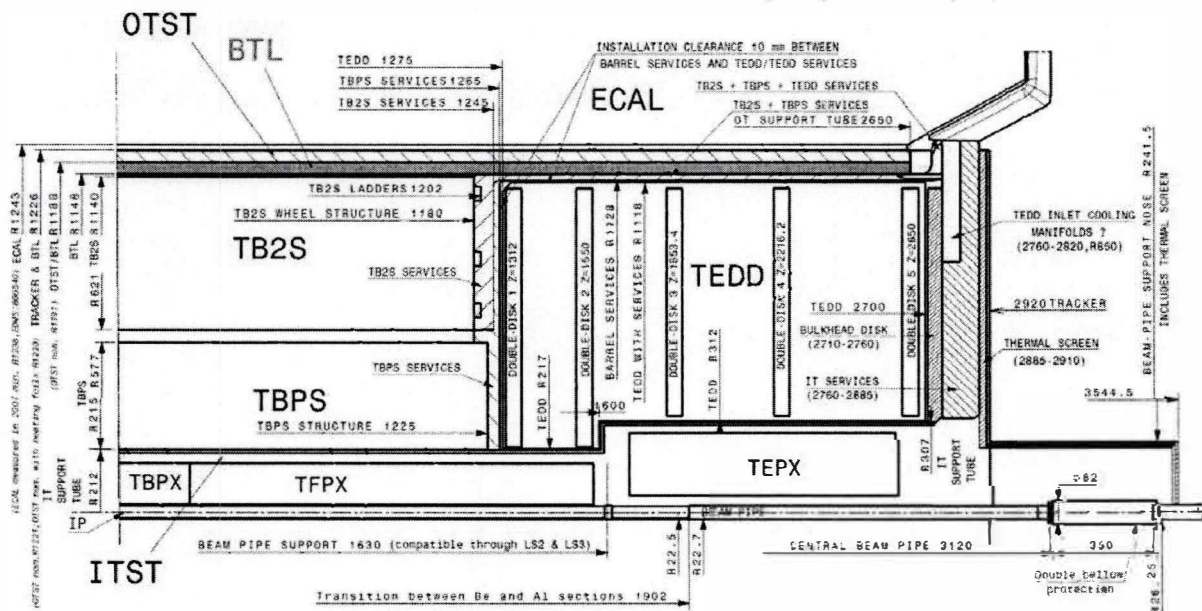 OTST
BTL
TEDD 1275
TBPS SERVICES 1265
TB2S SERVICES 1245
INSTALLATION CLEARANCE 10 mm BETWEEN
BARREL SERVICES AND TEDD/TEDD SERVICES
ECAL
TB2S + TBPS + TEDD SERVICES
TB2S + TBPS SERVICES
OT SUPPORT TUBE 2650
ECAL R1243
TRACKER & BTL R1226
OTST/BTL R1188
BTL R1148
TB2S R1140
R621
TB2S LADDERS 1202
TB2S WHEEL STRUCTURE 1180
TB2S
TB2S SERVICES
DOUBLE-DISK 1 Z=1312
DOUBLE-DISK 2 Z=1550
BARREL SERVICES R1128
TEDD WITH SERVICES R1118
DOUBLE-DISK 3 Z=1853.4
TEDD
DOUBLE-DISK 4 Z=2216.2
DOUBLE-DISK 5 Z=2650
TEDD INLET COOLING
MANIFOLDS ?
(2760-2820, R650)
BEAM-PIPE SUPPORT NOSE R241.5
INCLUDES THERMAL SCREEN
TEDD 2700
BULKHEAD DISK
(2710-2760)
2920 TRACKER
THERMAL SCREEN
(2885-2910)
IT SERVICES
(2760-2885)
3544.5
TBPS
R215 R577
TBPS
TBPS SERVICES
TBPS STRUCTURE 1225
TEDD R217
1600
TEDD R312
R307
IT SUPPORT
TUBE
IT
SUPPORT
TUBE
R212
TBPX
TFPX
TEPX
IP
BEAM PIPE
ITST
BEAM PIPE SUPPORT 1630 (compatible through LS2 & LS3)
R22.5
R22.7
CENTRAL BEAM PIPE 3120
Double bellow
protection
Transition between Be and Al sections 1902